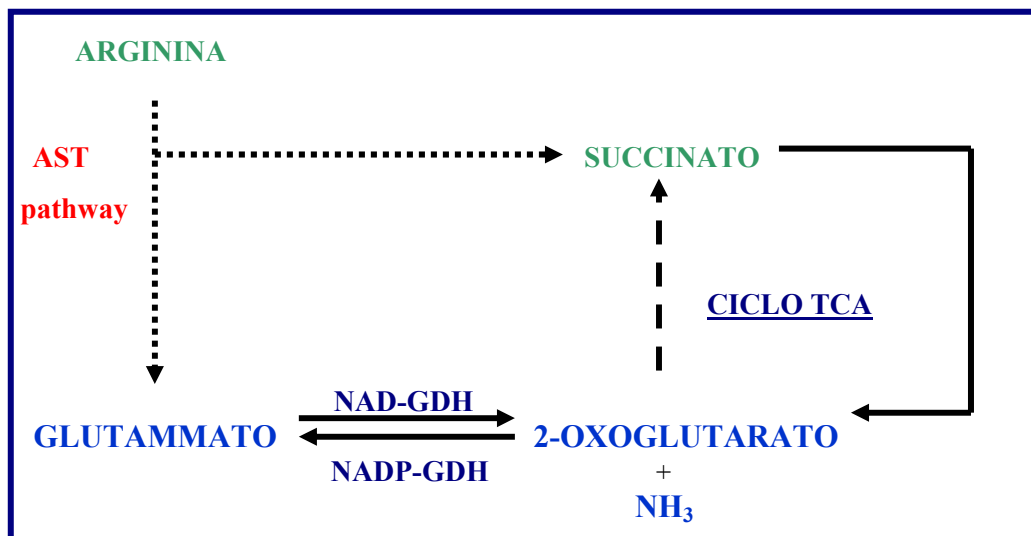 ARGININA
AST
pathway
SUCCINATO
CICLO TCA
NAD-GDH
GLUTAMMATO
2-OXOGLUTARATO
NADP-GDH
+
NH₃